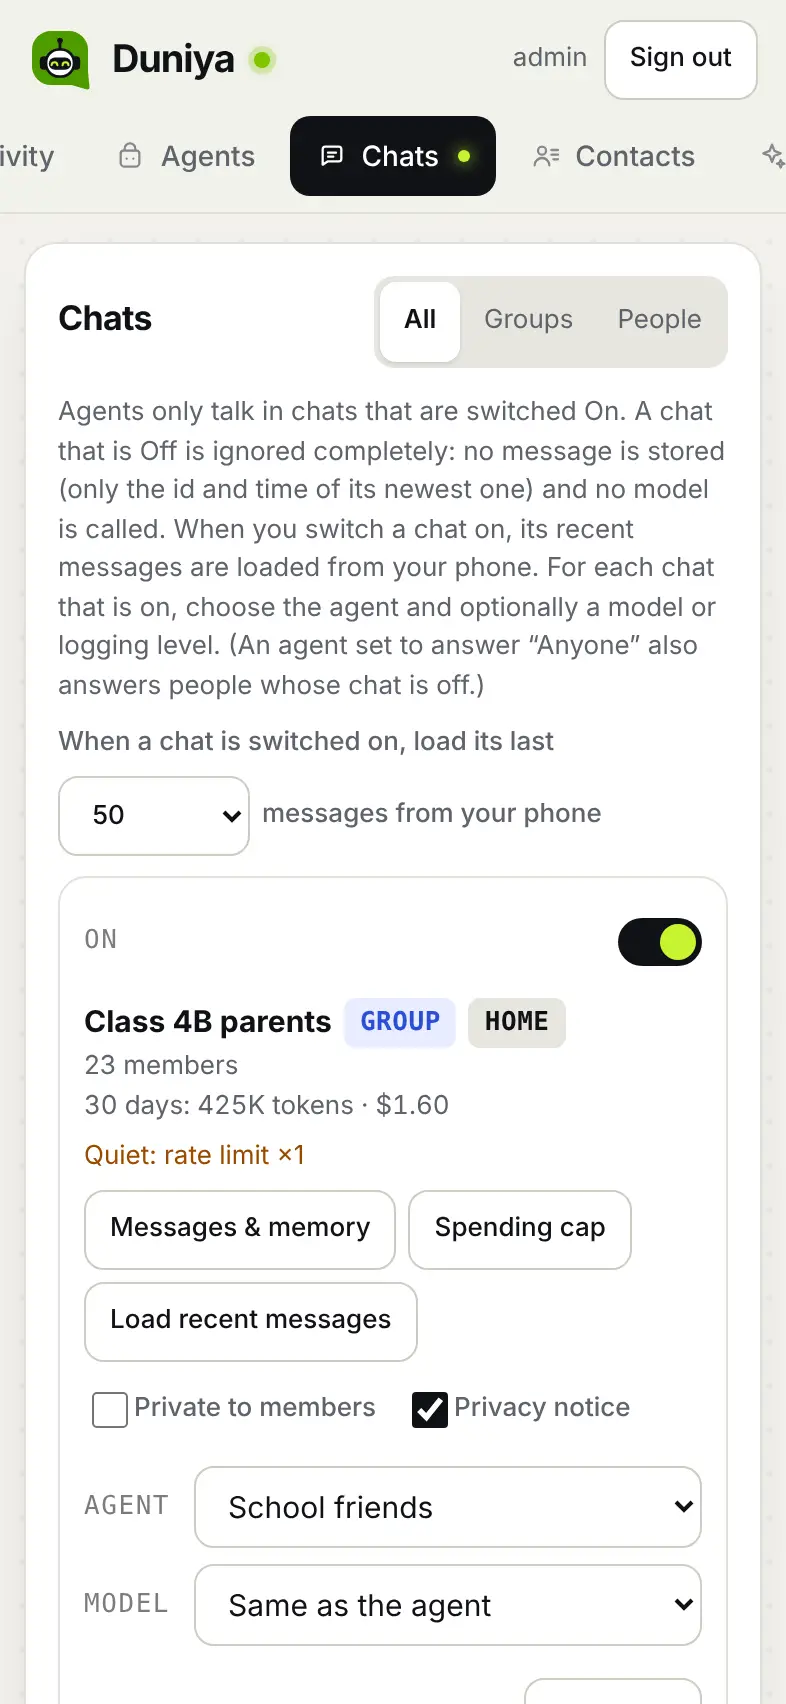 Duniya
admin
Sign out
ivity
Agents
Chats
Contacts
Chats
All
Groups
People
Agents only talk in chats that are switched On. A chat
that is Off is ignored completely: no message is stored
(only the id and time of its newest one) and no model
is called. When you switch a chat on, its recent
messages are loaded from your phone. For each chat
that is on, choose the agent and optionally a model or
logging level. (An agent set to answer “Anyone” also
answers people whose chat is off.)
When a chat is switched on, load its last
50
messages from your phone
ON
Class 4B parents
GROUP
HOME
23 members
30 days: 425K tokens · $1.60
Quiet: rate limit ×1
Messages & memory
Spending cap
Load recent messages
Private to members
Privacy notice
AGENT
School friends
MODEL
Same as the agent